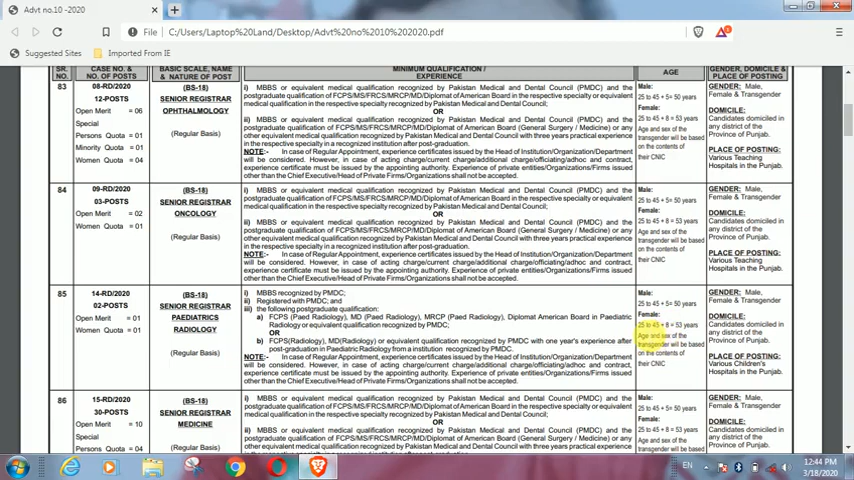 Advt no.10 -2020
File | C:/Users/Laptop%20Land/Desktop/Advt%20no10%202020.pdf
Suggested Sites
Imported From IE
SR. NO.
CASE NO. & NO. OF POSTS
BASIC SCALE, NAME & NATURE OF POST
MINIMUM QUALIFICATION / EXPERIENCE
AGE
GENDER, DOMICILE & PLACE OF POSTING
83
08-RD/2020
12-POSTS
Open Merit = 06
Special
Persons Quota = 01
Minority Quota = 01
Women Quota = 04
(BS-18)
SENIOR REGISTRAR
OPHTHALMOLOGY
(Regular Basis)
i) MBBS or equivalent medical qualification recognized by Pakistan Medical and Dental Council (PMDC) and the
postgraduate qualification of FCPS/MS/FRCS/MRCP/MD/Diplomat of American Board in the respective specialty or equivalent
medical qualification in the respective specialty recognized by Pakistan Medical and Dental Council;
OR
ii) MBBS or equivalent medical qualification recognized by Pakistan Medical and Dental Council (PMDC) and the
postgraduate qualification of FCPS/MS/FRCS/MRCP/MD/Diplomat of American Board (General Surgery / Medicine) or any
other equivalent medical qualification recognized by Pakistan Medical and Dental Council with three years practical experience
in the respective specialty in a recognized institution after post-graduation.
NOTE:- In case of Regular Appointment, experience certificates issued by the Head of Institution/Organization/Department
will be considered. However, in case of acting charge/current charge/additional charge/officiating/adhoc and contract,
experience certificate must be issued by the appointing authority. Experience of private entities/Organizations/Firms issued
other than the Chief Executive/Head of Private Firms/Organizations shall not be accepted.
Male:
25 to 45 + 5= 50 years
Female:
25 to 45 + 8 = 53 years
Age and sex of the
transgender will be based
on the contents of
their CNIC
GENDER: Male,
Female & Transgender
DOMICILE:
Candidates domiciled in
any district of the
Province of Punjab.
PLACE OF POSTING:
Various Teaching
Hospitals in the Punjab.
84
09-RD/2020
03-POSTS
Open Merit = 02
Women Quota = 01
(BS-18)
SENIOR REGISTRAR
ONCOLOGY
(Regular Basis)
i) MBBS or equivalent medical qualification recognized by Pakistan Medical and Dental Council (PMDC) and the
postgraduate qualification of FCPS/MS/FRCS/MRCP/MD/Diplomat of American Board in the respective specialty or equivalent
medical qualification in the respective specialty recognized by Pakistan Medical and Dental Council;
OR
ii) MBBS or equivalent medical qualification recognized by Pakistan Medical and Dental Council (PMDC) and the
postgraduate qualification of FCPS/MS/FRCS/MRCP/MD/Diplomat of American Board (General Surgery / Medicine) or any
other equivalent medical qualification recognized by Pakistan Medical and Dental Council with three years practical experience
in the respective specialty in a recognized institution after post-graduation.
NOTE:- In case of Regular Appointment, experience certificates issued by the Head of Institution/Organization/Department
will be considered. However, in case of acting charge/current charge/additional charge/officiating/adhoc and contract,
experience certificate must be issued by the appointing authority. Experience of private entities/Organizations/Firms issued
other than the Chief Executive/Head of Private Firms/Organizations shall not be accepted.
Male:
25 to 45 + 5= 50 years
Female:
25 to 45 + 8 = 53 years
Age and sex of the
transgender will be based
on the contents of
their CNIC
GENDER: Male,
Female & Transgender
DOMICILE:
Candidates domiciled in
any district of the
Province of Punjab.
PLACE OF POSTING:
Various Teaching
Hospitals in the Punjab.
85
14-RD/2020
02-POSTS
Open Merit = 01
Women Quota = 01
(BS-18)
SENIOR REGISTRAR
PAEDIATRICS
RADIOLOGY
(Regular Basis)
i) MBBS recognized by PMDC;
ii) Registered with PMDC; and
iii) the following postgraduate qualification:
a) FCPS (Paed Radiology), MD (Paed Radiology), MRCP (Paed Radiology), Diplomat American Board in Paediatric
Radiology or equivalent qualification recognized by PMDC;
OR
b) FCPS(Radiology), MD(Radiology) or equivalent qualification recognized by PMDC with one year's experience after
post-graduation in Paediatric Radiology from a institution recognized by PMDC.
NOTE:- In case of Regular Appointment, experience certificates issued by the Head of Institution/Organization/Department
will be considered. However, in case of acting charge/current charge/additional charge/officiating/adhoc and contract,
experience certificate must be issued by the appointing authority. Experience of private entities/Organizations/Firms issued
other than the Chief Executive/Head of Private Firms/Organizations shall not be accepted.
Male:
25 to 45 + 5= 50 years
Female:
25 to 45 + 8 = 53 years
Age and sex of the
transgender will be based
on the contents of
their CNIC
GENDER: Male,
Female & Transgender
DOMICILE:
Candidates domiciled in
any district of the
Province of Punjab.
PLACE OF POSTING:
Various Children's
Hospitals in the Punjab.
86
15-RD/2020
30-POSTS
Open Merit = 10
Special
Persons Quota = 04
(BS-18)
SENIOR REGISTRAR
MEDICINE
(Regular Basis)
i) MBBS or equivalent medical qualification recognized by Pakistan Medical and Dental Council (PMDC) and the
postgraduate qualification of FCPS/MS/FRCS/MRCP/MD/Diplomat of American Board in the respective specialty or equivalent
medical qualification in the respective specialty recognized by Pakistan Medical and Dental Council;
OR
ii) MBBS or equivalent medical qualification recognized by Pakistan Medical and Dental Council (PMDC) and the
postgraduate qualification of FCPS/MS/FRCS/MRCP/MD/Diplomat of American Board (General Surgery / Medicine) or any
other equivalent medical qualification recognized by Pakistan Medical and Dental Council with three years practical experience
Male:
25 to 45 + 5= 50 years
Female:
25 to 45 + 8 = 53 years
Age and sex of the
transgender will be based
GENDER: Male,
Female & Transgender
DOMICILE:
Candidates domiciled in
any district of the
Province of Punjab.
EN
12:44 PM
3/18/2020